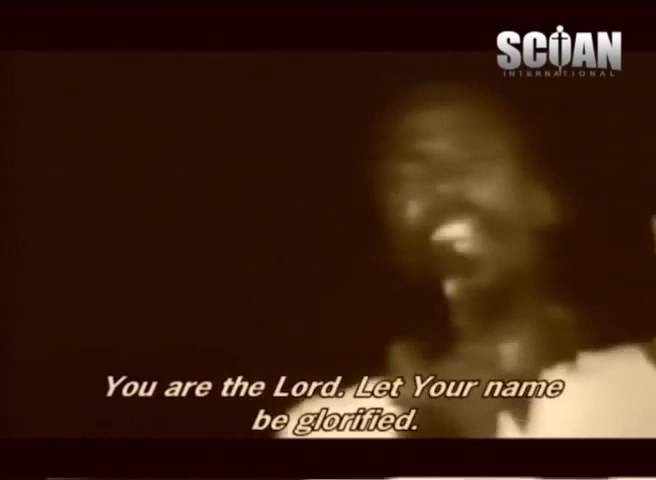 SCOAN
INTERNATIONAL
You are the Lord. Let Your name
be glorified.